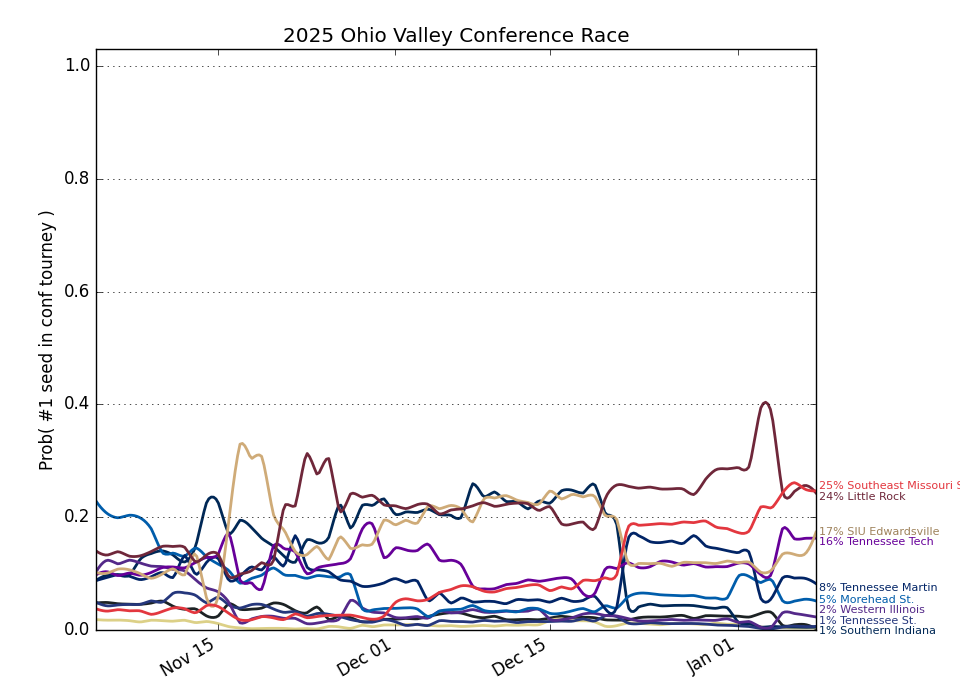 2025 Ohio Valley Conference Race
Prob( #1 seed in conf tourney )
1.0
0.8
0.6
0.4
0.2
0.0
Nov 15
Dec 01
Dec 15
Jan 01
25% Southeast Missouri S
24% Little Rock
17% SIU Edwardsville
16% Tennessee Tech
8% Tennessee Martin
5% Morehead St.
2% Western Illinois
1% Tennessee St.
1% Southern Indiana